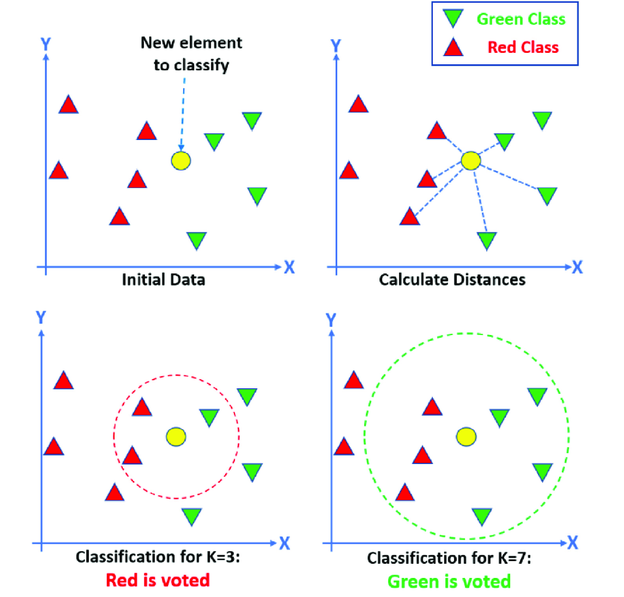 Y
New element
to classify
X
Initial Data
Green Class
Red Class
Y
X
Calculate Distances
Y
X
Classification for K=3:
Red is voted
Y
X
Classification for K=7:
Green is voted